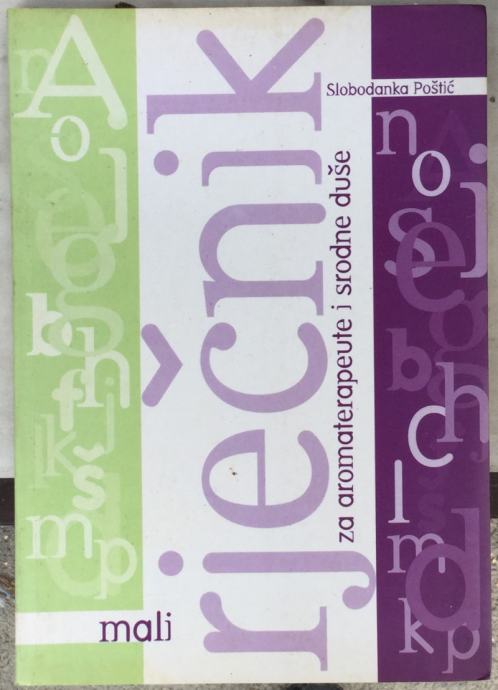 Slobodanka Poštić
mali
rječnik
za aromaterapeute i srodne duše